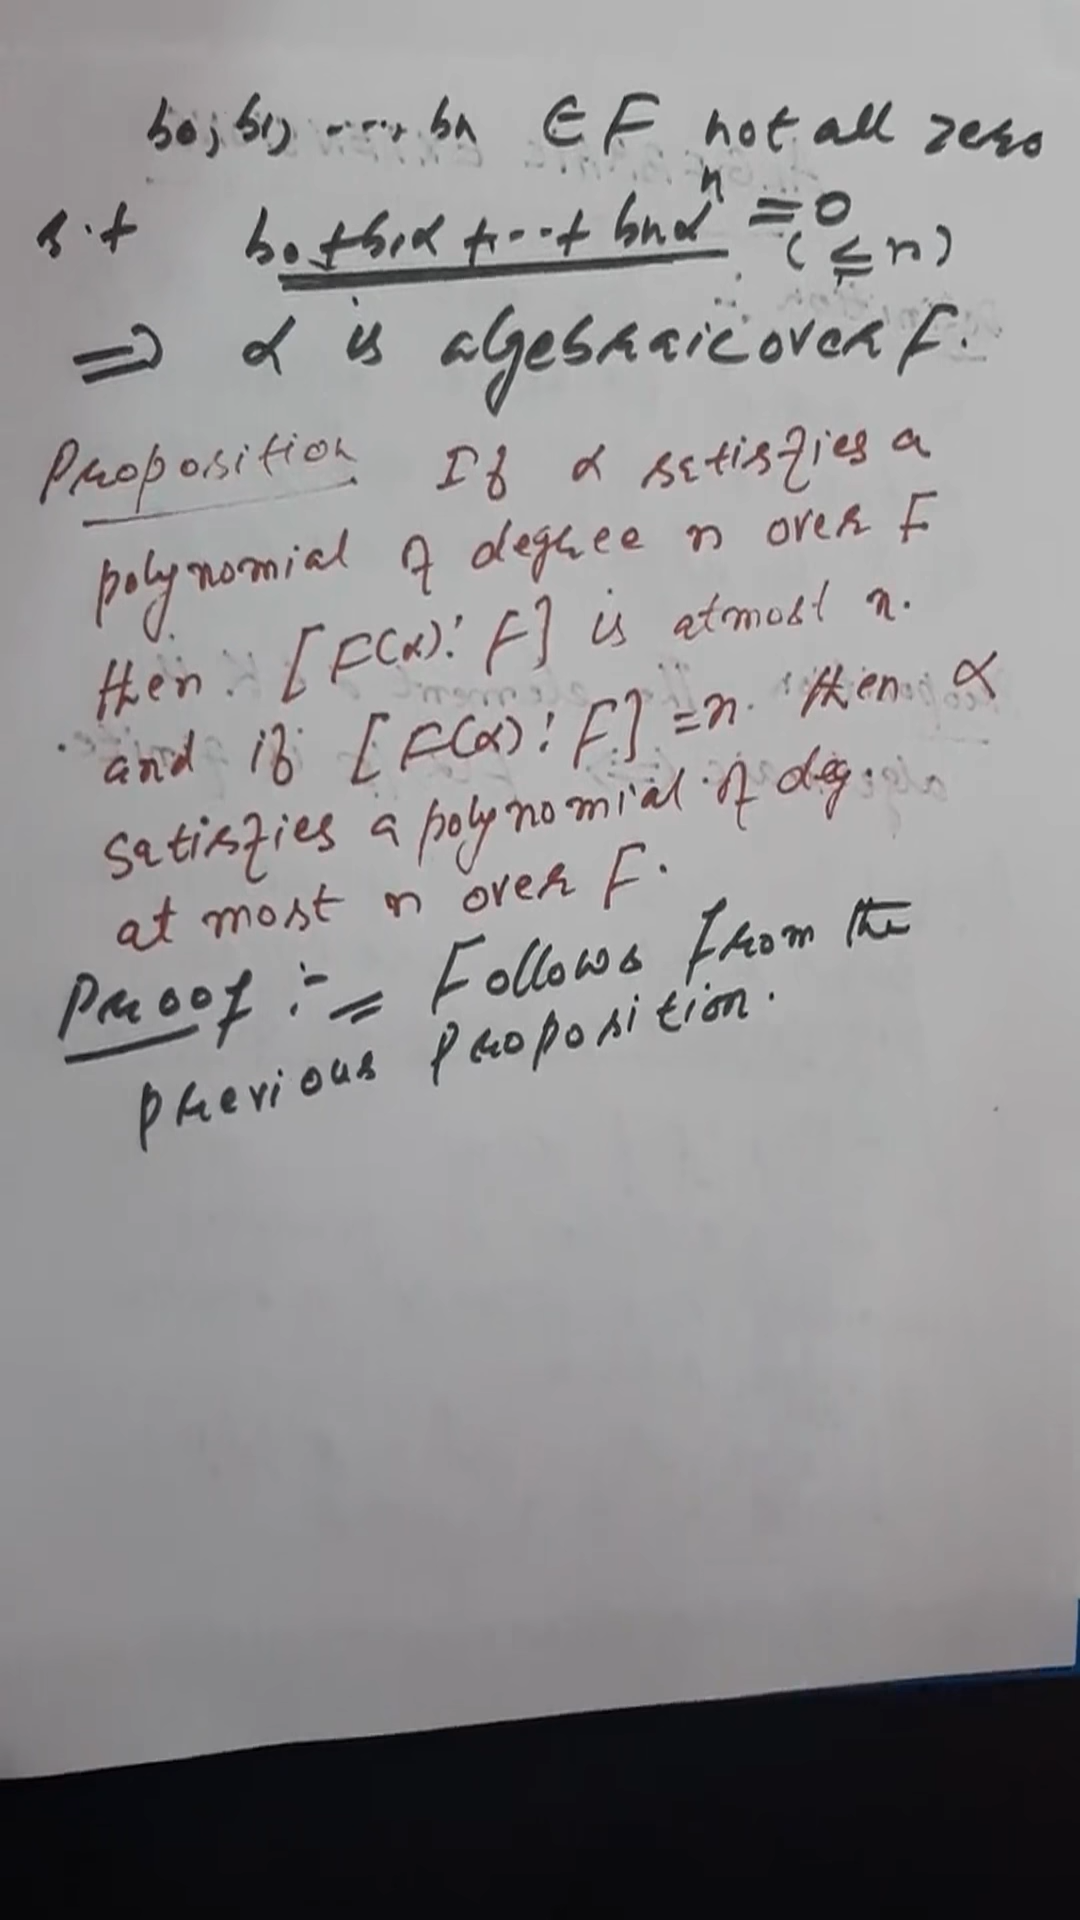 b0, b1, ...., bn ∈ F not all zero
s.t b0 + b1α + ... + bnα^n = 0
(≤ n)
⇒ α is algebraic over F.
Proposition If α satisfies a
polynomial of degree n over F
then [F(α): F] is atmost n.
and if [F(α): F] = n. then α
satisfies a polynomial of deg.
at most n over F.
Proof :- = Follows from the
previous proposition.